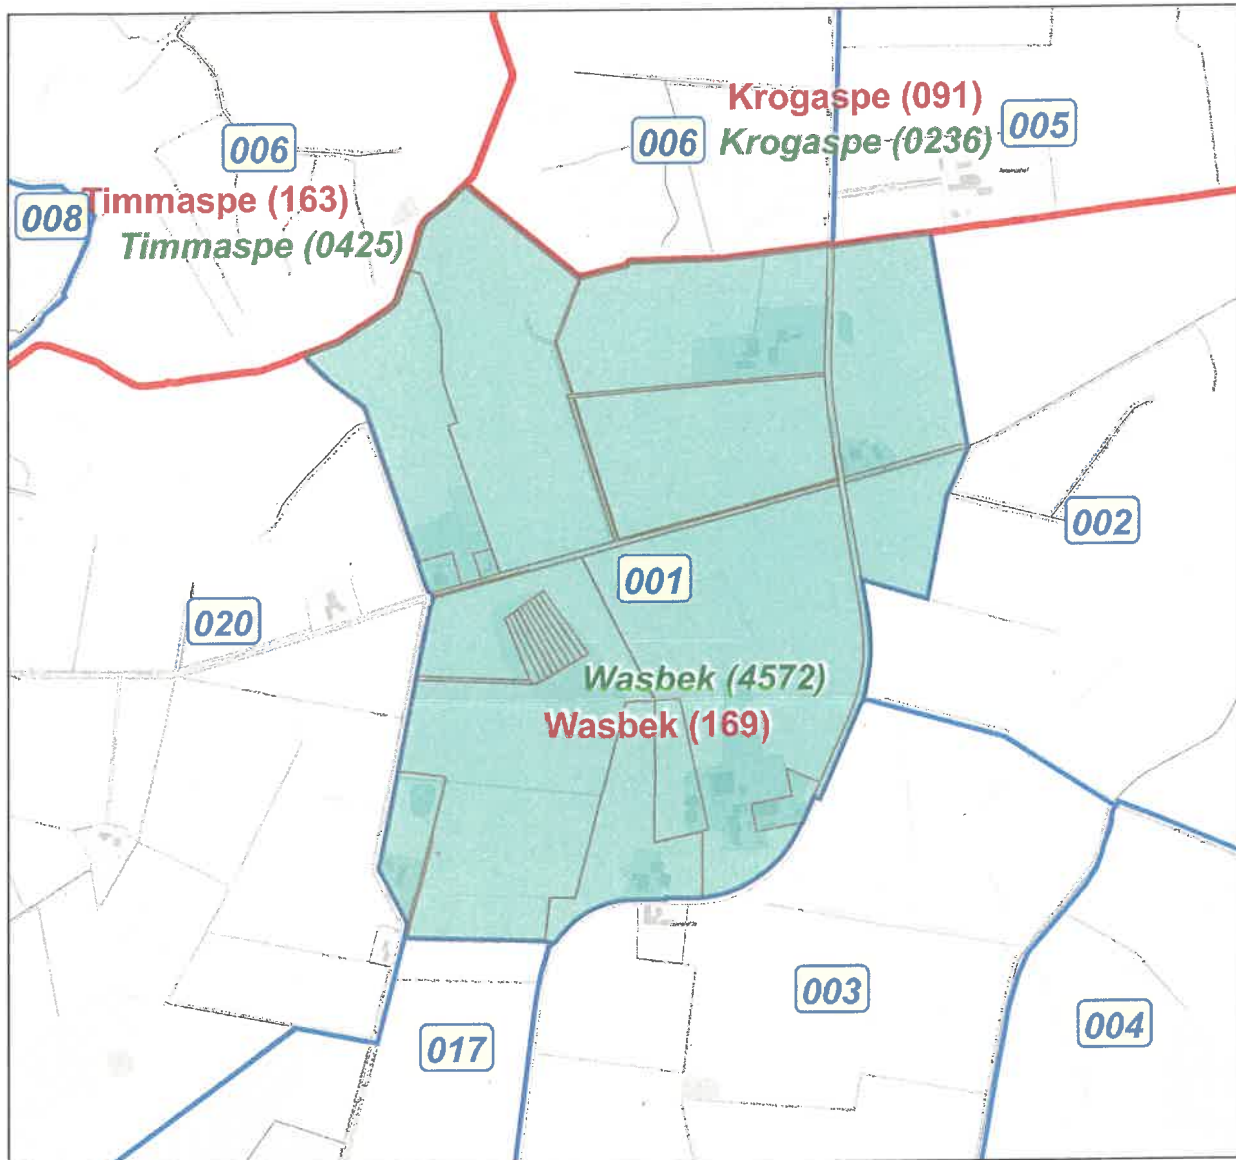 Krogaspe (091)
006
005
006
Krogaspe (0236)
Timmaspe (163)
008
Timmaspe (0425)
002
001
020
Wasbek (4572)
Wasbek (169)
003
004
017